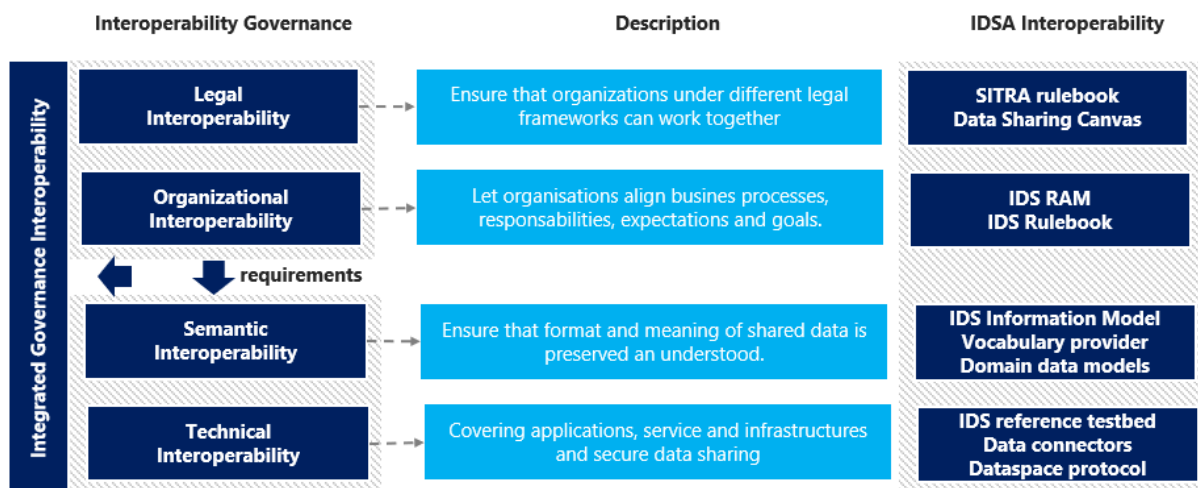 Interoperability Governance
Description
IDSA Interoperability
Integrated Governance Interoperability
Legal
Interoperability
Ensure that organizations under different legal
frameworks can work together
SITRA rulebook
Data Sharing Canvas
Organizational
Interoperability
Let organisations align busines processes,
responsabilities, expectations and goals.
IDS RAM
IDS Rulebook
requirements
Semantic
Interoperability
Ensure that format and meaning of shared data is
preserved an understood.
IDS Information Model
Vocabulary provider
Domain data models
Technical
Interoperability
Covering applications, service and infrastructures
and secure data sharing
IDS reference testbed
Data connectors
Dataspace protocol